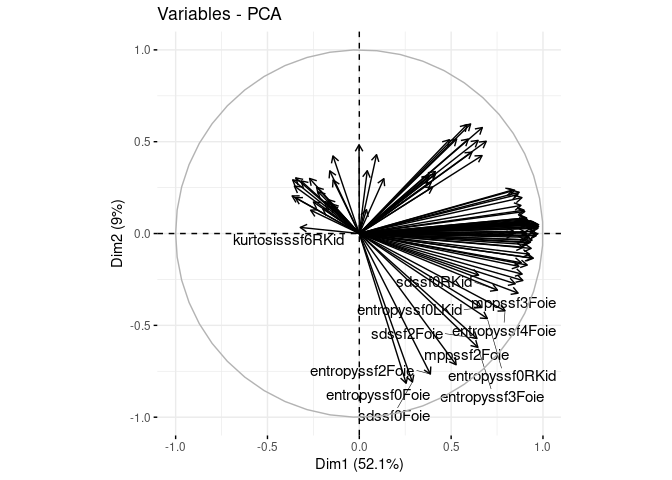 Variables - PCA
1.0
0.5
0.0
-0.5
-1.0
Dim2 (9%)
kurtosisssf6RKid
sdssf0RKid
mppssf3Foie
entropyssf0LKid
entropyssf4Foie
sdssf2Foie
mppssf2Foie
entropyssf2Foie
entropyssf0RKid
entropyssf0Foie
entropyssf3Foie
sdssf0Foie
-1.0
-0.5
0.0
0.5
1.0
Dim1 (52.1%)